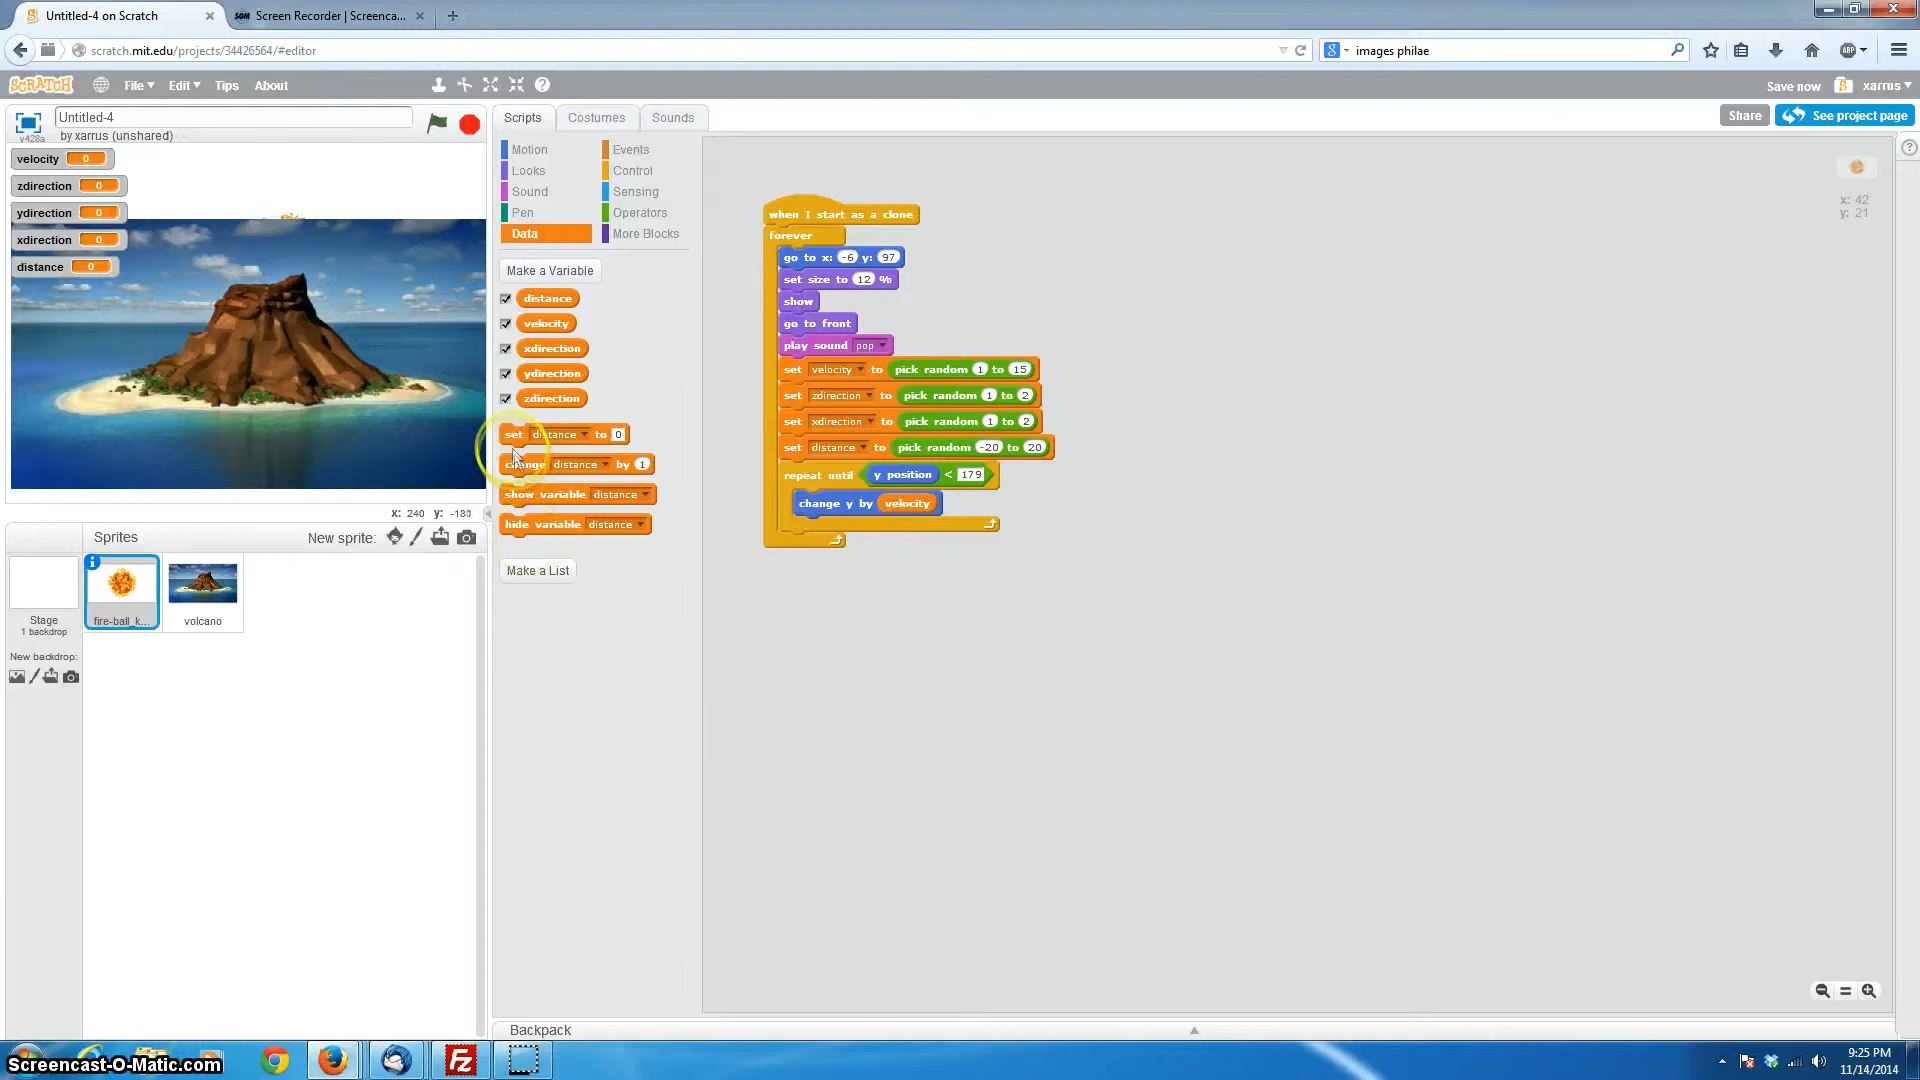 Untitled-4 on Scratch
Screen Recorder | Screenca...
scratch.mit.edu/projects/34426564/#editor
images philae
ABP
SCRATCH
File Edit Tips About
Save now
xarrus
Untitled-4
by xarrus (unshared)
v428a
Scripts
Costumes
Sounds
Share
See project page
velocity 0
zdirection 0
ydirection 0
xdirection 0
distance 0
x: 240 y: -180
Motion
Looks
Sound
Pen
Data
Events
Control
Sensing
Operators
More Blocks
Make a Variable
distance
velocity
xdirection
ydirection
zdirection
set distance to 0
change distance by 1
show variable distance
hide variable distance
Make a List
when I start as a clone
forever
go to x: -6 y: 97
set size to 12 %
show
go to front
play sound pop
set velocity to pick random 1 to 15
set zdirection to pick random 1 to 2
set xdirection to pick random 1 to 2
set distance to pick random -20 to 20
repeat until y position < 179
change y by velocity
x: 42
y: 21
Sprites
New sprite:
Stage
1 backdrop
New backdrop:
fire-ball_k...
volcano
Backpack
Screencast-O-Matic.com
9:25 PM
11/14/2014